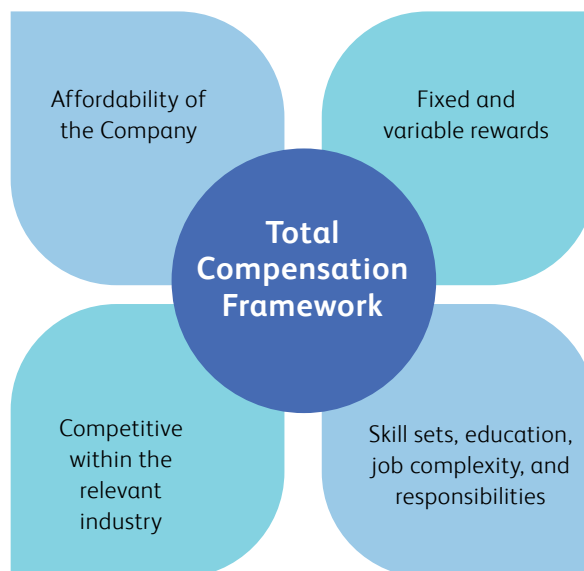 Affordability of
the Company
Fixed and
variable rewards
Total
Compensation
Framework
Competitive
within the
relevant
industry
Skill sets, education,
job complexity, and
responsibilities